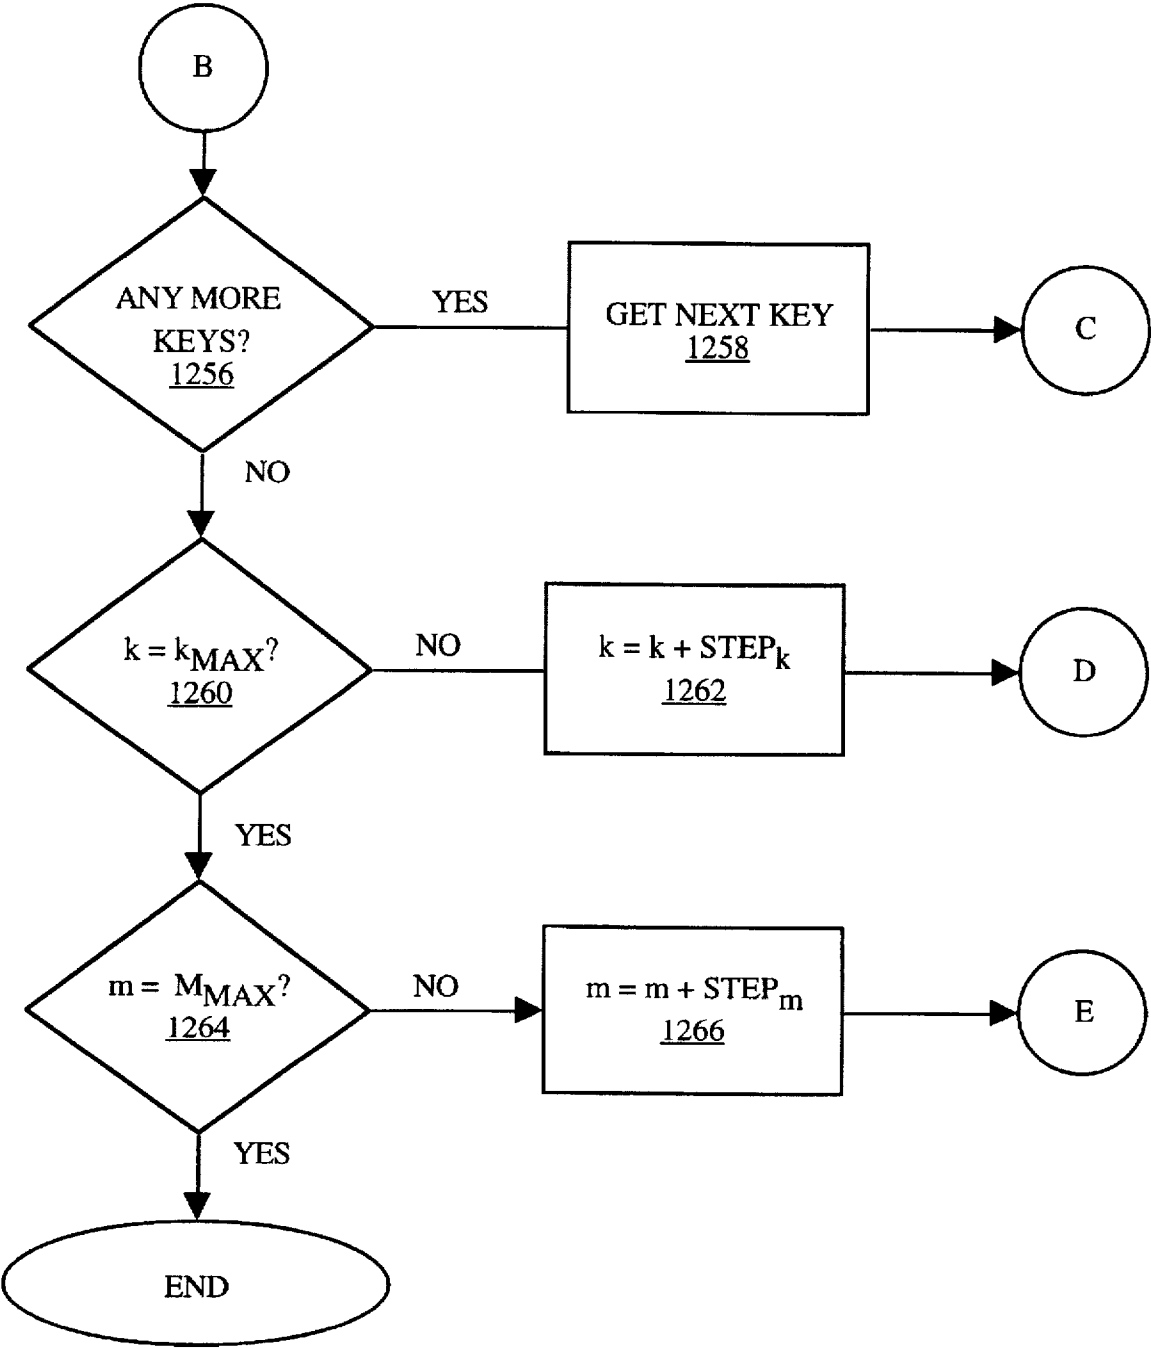 B
ANY MORE
KEYS?
1256
YES
GET NEXT KEY
1258
C
NO
k = kMAX?
1260
NO
k = k + STEPk
1262
D
YES
m = MMAX?
1264
NO
m = m + STEPm
1266
E
YES
END